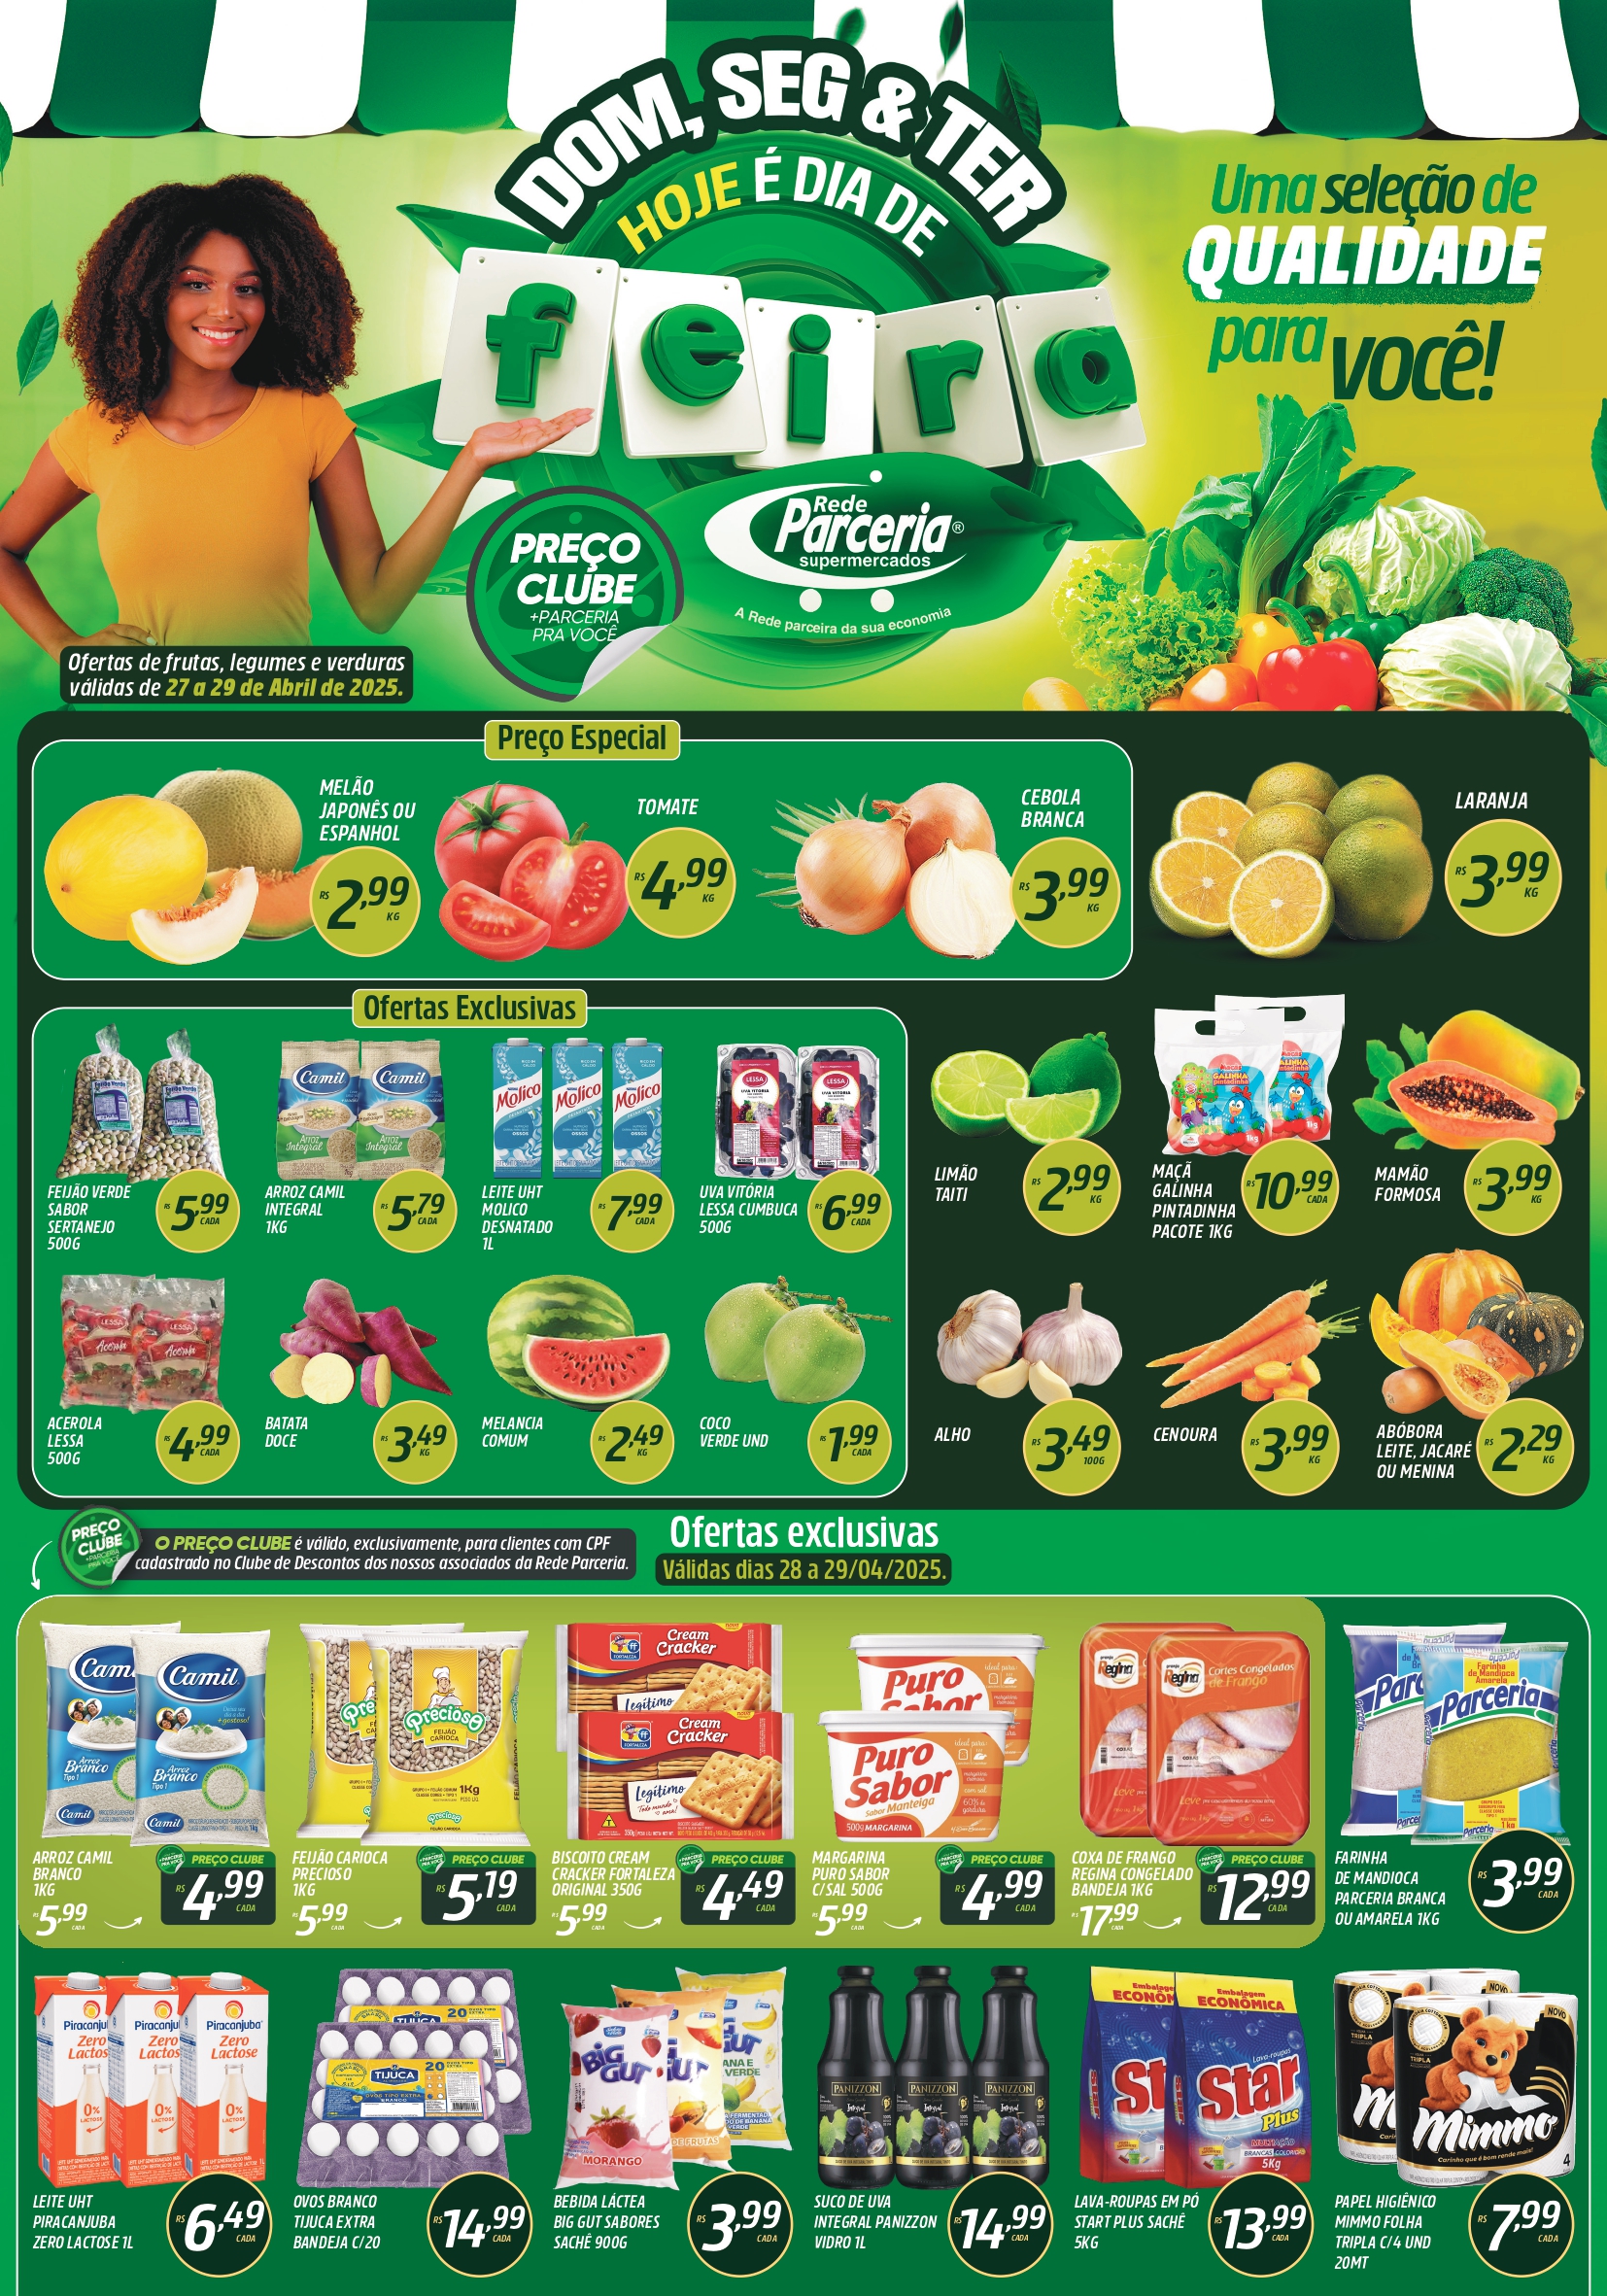 DOM, SEG & TER
HOJE É DIA DE
feira
Uma seleção de
QUALIDADE
para você!
Rede
Parceria®
supermercados
A Rede parceira da sua economia
PREÇO
CLUBE
+PARCERIA
PRA VOCÊ
Ofertas de frutas, legumes e verduras
válidas de 27 a 29 de Abril de 2025.
Preço Especial
MELÃO
JAPONÊS OU
ESPANHOL
R$ 2,99
KG
TOMATE
R$ 4,99
KG
CEBOLA
BRANCA
R$ 3,99
KG
LARANJA
R$ 3,99
KG
Ofertas Exclusivas
FEIJÃO VERDE
SABOR
SERTANEJO
500G
R$ 5,99
CADA
ARROZ CAMIL
INTEGRAL
1KG
R$ 5,79
CADA
LEITE UHT
MOLICO
DESNATADO
1L
R$ 7,99
CADA
UVA VITÓRIA
LESSA CUMBUCA
500G
R$ 6,99
CADA
LIMÃO
TAITI
R$ 2,99
KG
MAÇÃ
GALINHA
PINTADINHA
PACOTE 1KG
R$ 10,99
CADA
MAMÃO
FORMOSA
R$ 3,99
KG
ACEROLA
LESSA
500G
R$ 4,99
CADA
BATATA
DOCE
R$ 3,49
KG
MELANCIA
COMUM
R$ 2,49
KG
COCO
VERDE UND
R$ 1,99
CADA
ALHO
R$ 3,49
100G
CENOURA
R$ 3,99
KG
ABÓBORA
LEITE, JACARÉ
OU MENINA
R$ 2,29
KG
PREÇO
CLUBE
+PARCERIA
PRA VOCÊ
O PREÇO CLUBE é válido, exclusivamente, para clientes com CPF
cadastrado no Clube de Descontos dos nossos associados da Rede Parceria.
Ofertas exclusivas
Válidas dias 28 a 29/04/2025.
ARROZ CAMIL
BRANCO
1KG
R$ 5,99
CADA
PREÇO CLUBE
R$ 4,99
CADA
FEIJÃO CARIOCA
PRECIOSO
1KG
R$ 5,99
CADA
PREÇO CLUBE
R$ 5,19
CADA
BISCOITO CREAM
CRACKER FORTALEZA
ORIGINAL 350G
R$ 5,99
CADA
PREÇO CLUBE
R$ 4,49
CADA
MARGARINA
PURO SABOR
C/SAL 500G
R$ 5,99
CADA
PREÇO CLUBE
R$ 4,99
CADA
COXA DE FRANGO
REGINA CONGELADO
BANDEJA 1KG
R$ 17,99
CADA
PREÇO CLUBE
R$ 12,99
CADA
FARINHA
DE MANDIOCA
PARCERIA BRANCA
OU AMARELA 1KG
R$ 3,99
CADA
LEITE UHT
PIRACANJUBA
ZERO LACTOSE 1L
R$ 6,49
CADA
OVOS BRANCO
TIJUCA EXTRA
BANDEJA C/20
R$ 14,99
CADA
BEBIDA LÁCTEA
BIG GUT SABORES
SACHÊ 900G
R$ 3,99
CADA
SUCO DE UVA
INTEGRAL PANIZZON
VIDRO 1L
R$ 14,99
CADA
LAVA-ROUPAS EM PÓ
START PLUS SACHÊ
5KG
R$ 13,99
CADA
PAPEL HIGIÊNICO
MIMMO FOLHA
TRIPLA C/4 UND
20MT
R$ 7,99
CADA